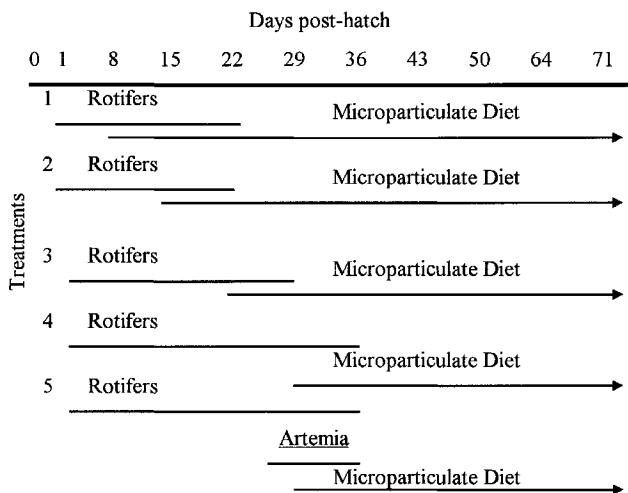 Days post-hatch
0 1 8 15 22 29 36 43 50 64 71
1 Rotifers
Microparticulate Diet
2 Rotifers
Microparticulate Diet
3 Rotifers
Microparticulate Diet
4 Rotifers
Microparticulate Diet
5 Rotifers
Artemia
Microparticulate Diet
Treatments